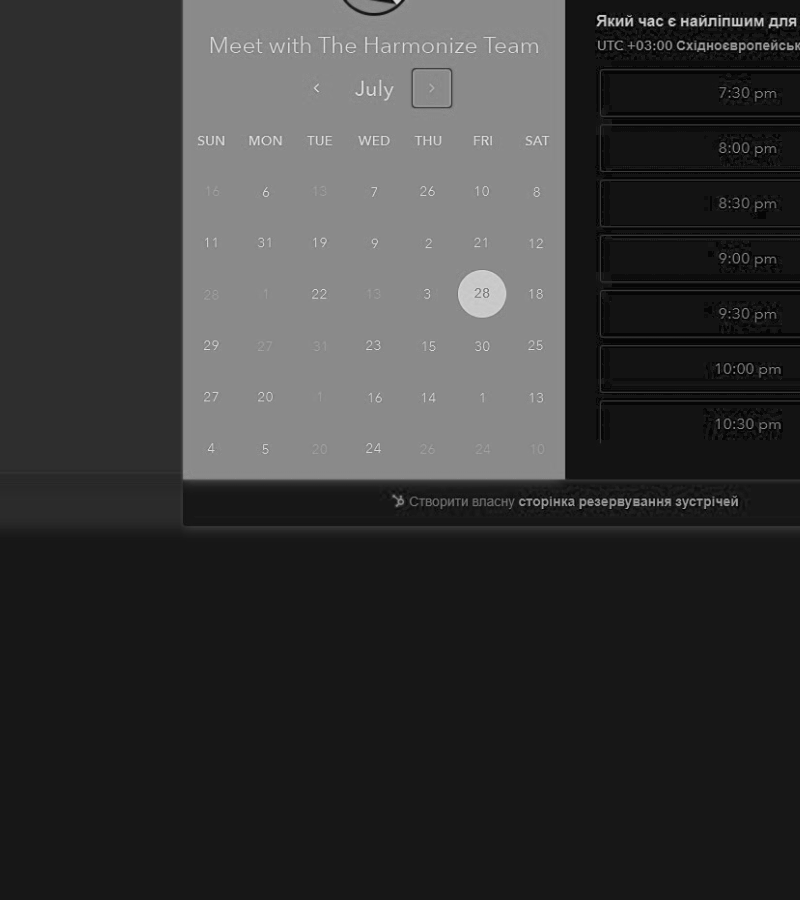 Meet with The Harmonize Team
July
SUN MON TUE WED THU FRI SAT
16 6 13 7 26 10 8
11 31 19 9 2 21 12
28 1 22 13 3 28 18
29 27 31 23 15 30 25
27 20 1 16 14 1 13
4 5 20 24 26 24 10
Який час є найліпшим для
UTC +03:00
7:30 pm
8:00 pm
8:30 pm
9:00 pm
9:30 pm
10:00 pm
10:30 pm
Створити власну сторінка резервування зустрічей